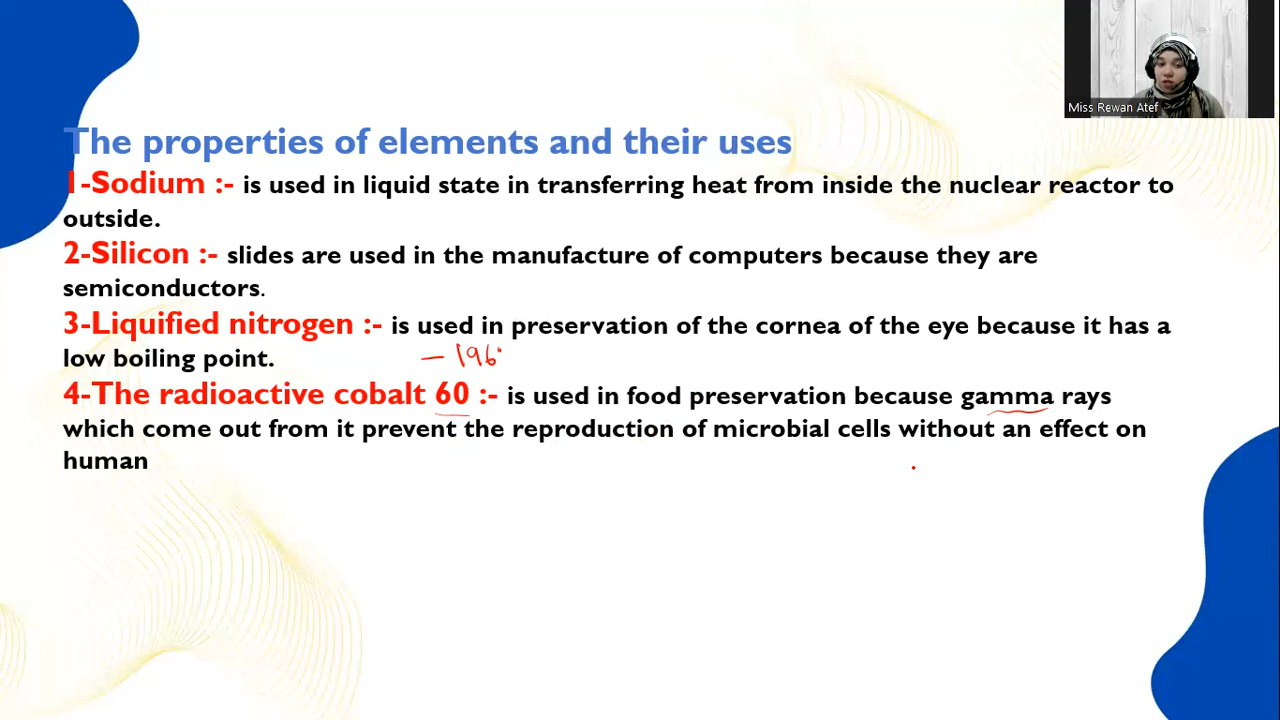 Miss Rewan Atef
The properties of elements and their uses
1-Sodium :- is used in liquid state in transferring heat from inside the nuclear reactor to
outside.
2-Silicon :- slides are used in the manufacture of computers because they are
semiconductors.
3-Liquified nitrogen :- is used in preservation of the cornea of the eye because it has a
low boiling point. – 196°
4-The radioactive cobalt 60 :- is used in food preservation because gamma rays
which come out from it prevent the reproduction of microbial cells without an effect on
human